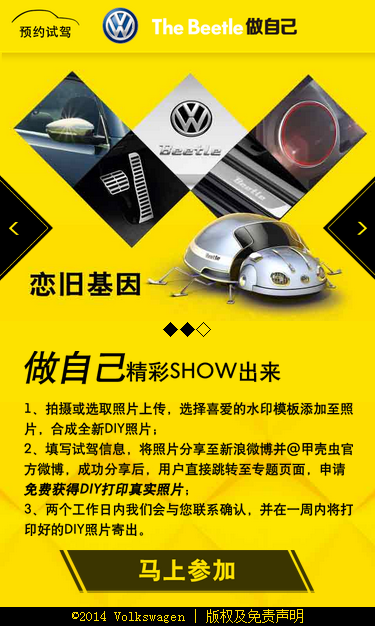 预约试驾
The Beetle 做自己
Beetle
Beetle
Beetle
恋旧基因
做自己精彩SHOW出来
1、拍摄或选取照片上传，选择喜爱的水印模板添加至照
片，合成全新DIY照片；
2、填写试驾信息，将照片分享至新浪微博并@甲壳虫官
方微博，成功分享后，用户直接跳转至专题页面，申请
免费获得DIY打印真实照片；
3、两个工作日内我们会与您联系确认，并在一周内将打
印好的DIY照片寄出。
马上参加
©2014 Volkswagen | 版权及免责声明